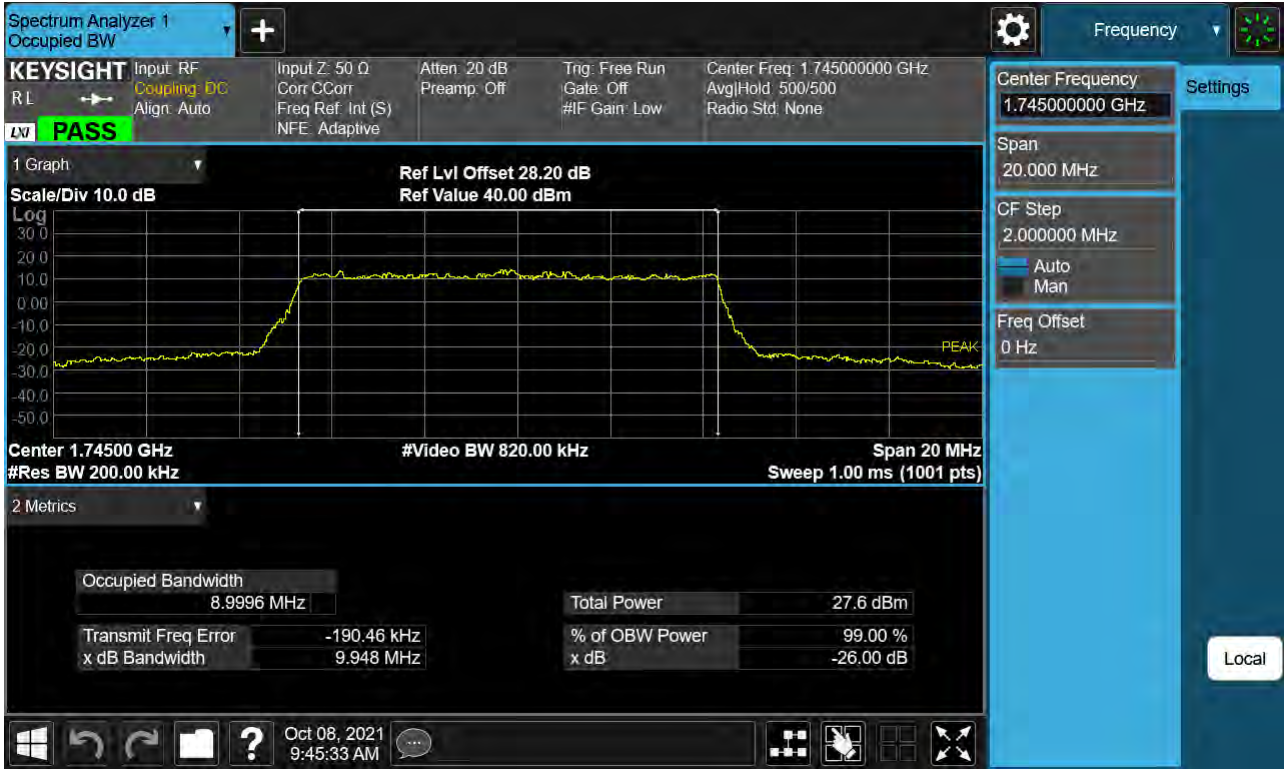 Spectrum Analyzer 1
Occupied BW
+
Frequency
KEYSIGHT
RL
LXI PASS
Input: RF
Coupling: DC
Align: Auto
Input Z: 50 Ω
Corr CCorr
Freq Ref: Int (S)
NFE: Adaptive
Atten: 20 dB
Preamp: Off
Trig: Free Run
Gate: Off
#IF Gain: Low
Center Freq: 1.745000000 GHz
Avg|Hold: 500/500
Radio Std: None
Center Frequency
1.745000000 GHz
Settings
Span
20.000 MHz
CF Step
2.000000 MHz
Auto
Man
Freq Offset
0 Hz
1 Graph
Scale/Div 10.0 dB
Ref Lvl Offset 28.20 dB
Ref Value 40.00 dBm
Log
30.0
20.0
10.0
0.00
-10.0
-20.0
-30.0
-40.0
-50.0
PEAK
Center 1.74500 GHz
#Video BW 820.00 kHz
Span 20 MHz
#Res BW 200.00 kHz
Sweep 1.00 ms (1001 pts)
2 Metrics
Occupied Bandwidth
8.9996 MHz
Total Power 27.6 dBm
Transmit Freq Error -190.46 kHz
% of OBW Power 99.00 %
x dB Bandwidth 9.948 MHz
x dB -26.00 dB
Local
?
Oct 08, 2021
9:45:33 AM